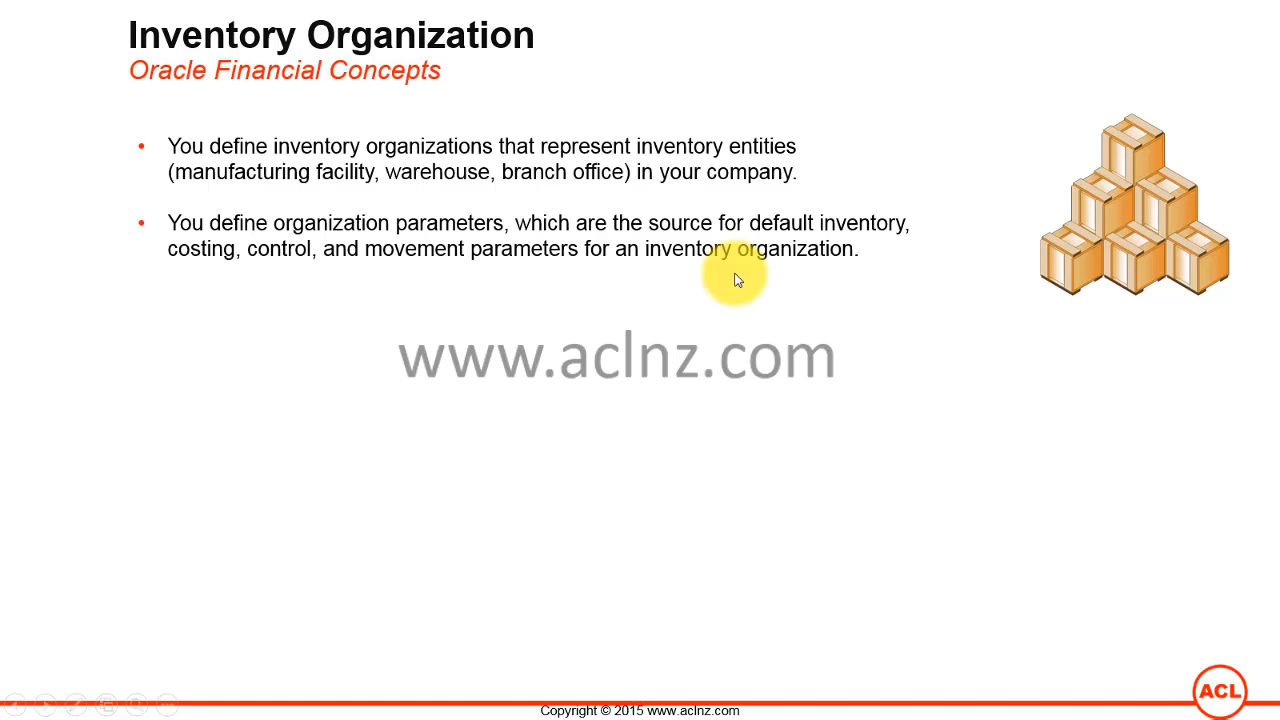 Inventory Organization
Oracle Financial Concepts
• You define inventory organizations that represent inventory entities
(manufacturing facility, warehouse, branch office) in your company.
• You define organization parameters, which are the source for default inventory,
costing, control, and movement parameters for an inventory organization.
www.aclnz.com
ACL
Copyright © 2015 www.aclnz.com